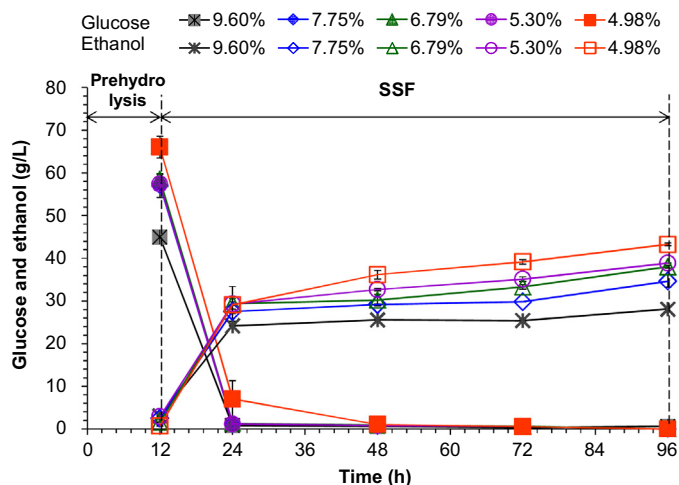 Glucose 9.60% 7.75% 6.79% 5.30% 4.98%
Ethanol 9.60% 7.75% 6.79% 5.30% 4.98%
80
70
60
50
40
30
20
10
0
Glucose and ethanol (g/L)
Prehydro
lysis
SSF
0 12 24 36 48 60 72 84 96
Time (h)